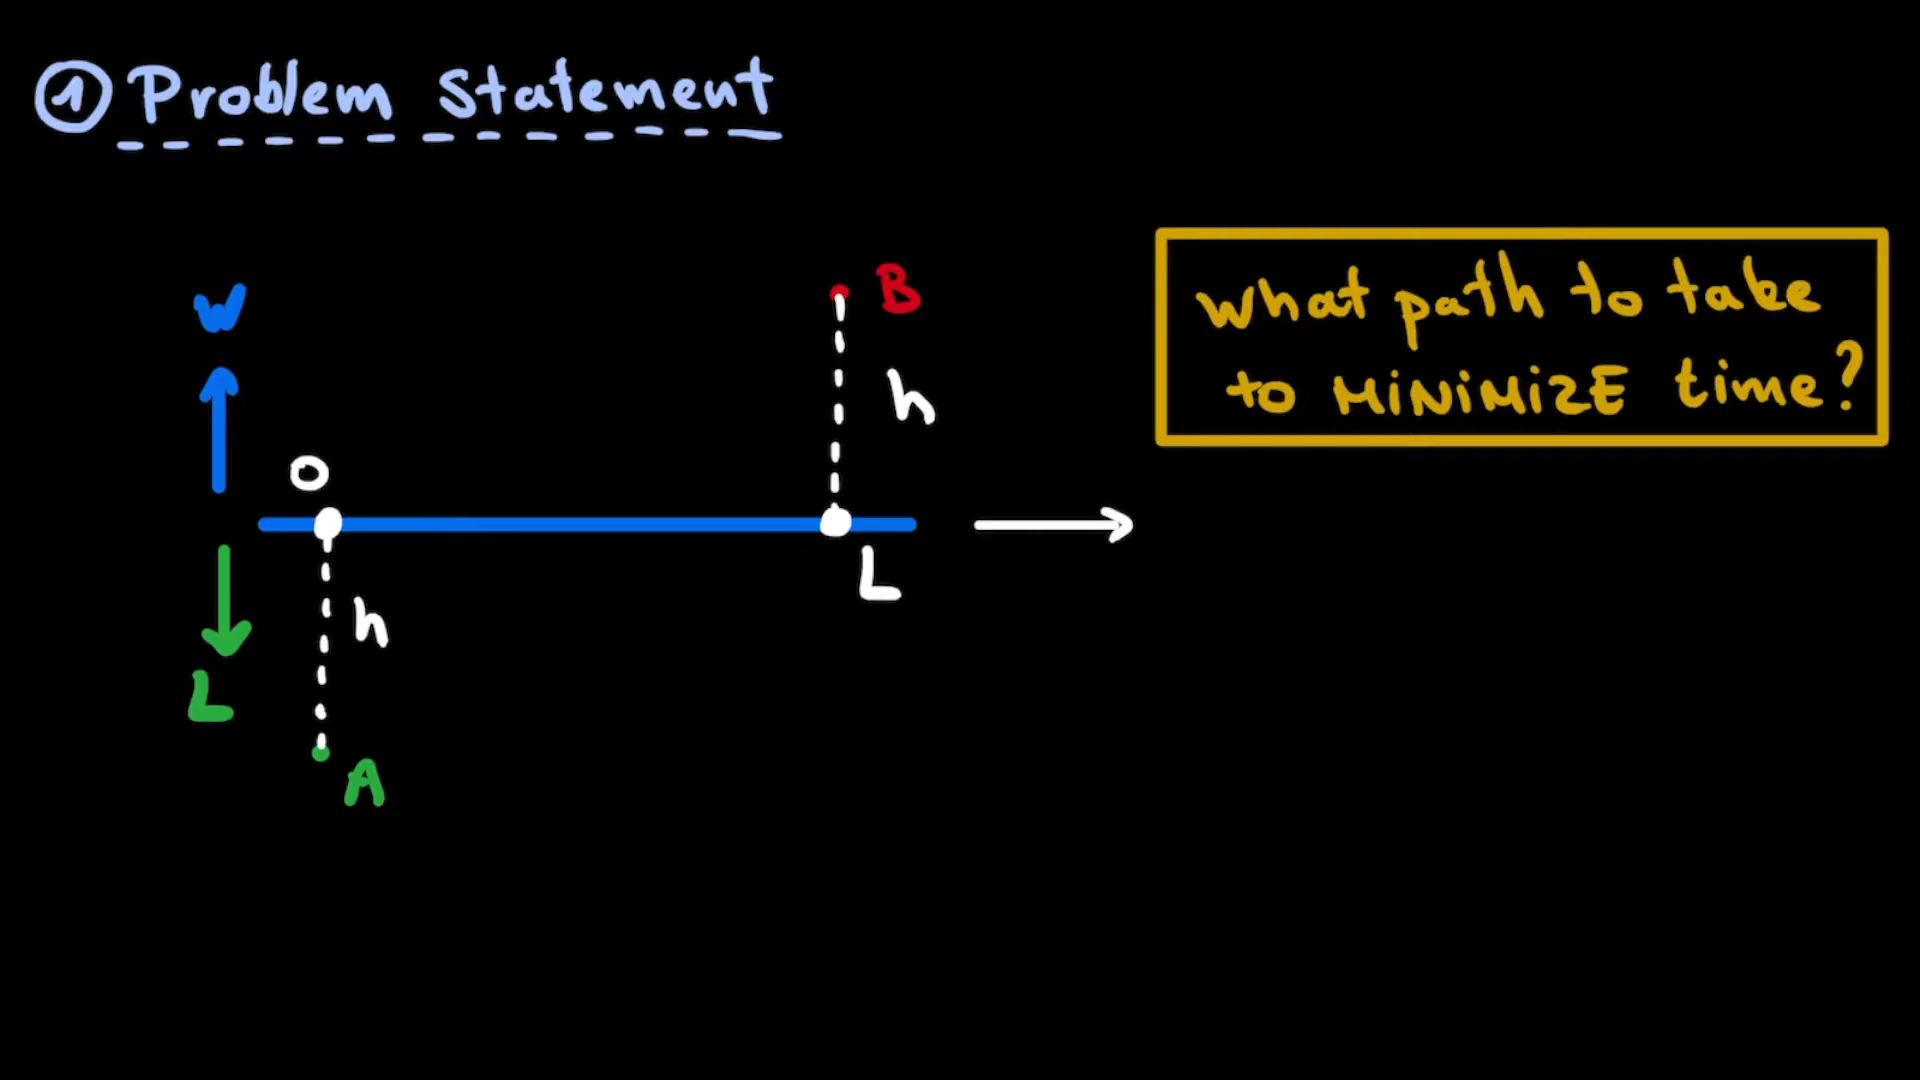 ① Problem Statement
W
B
What path to take
to MINIMIZE time?
h
O
L
h
L
A